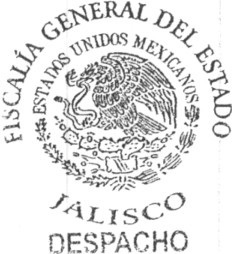 FISCALÍA GENERAL DEL ESTADO
ESTADOS UNIDOS MEXICANOS
JALISCO
DESPACHO